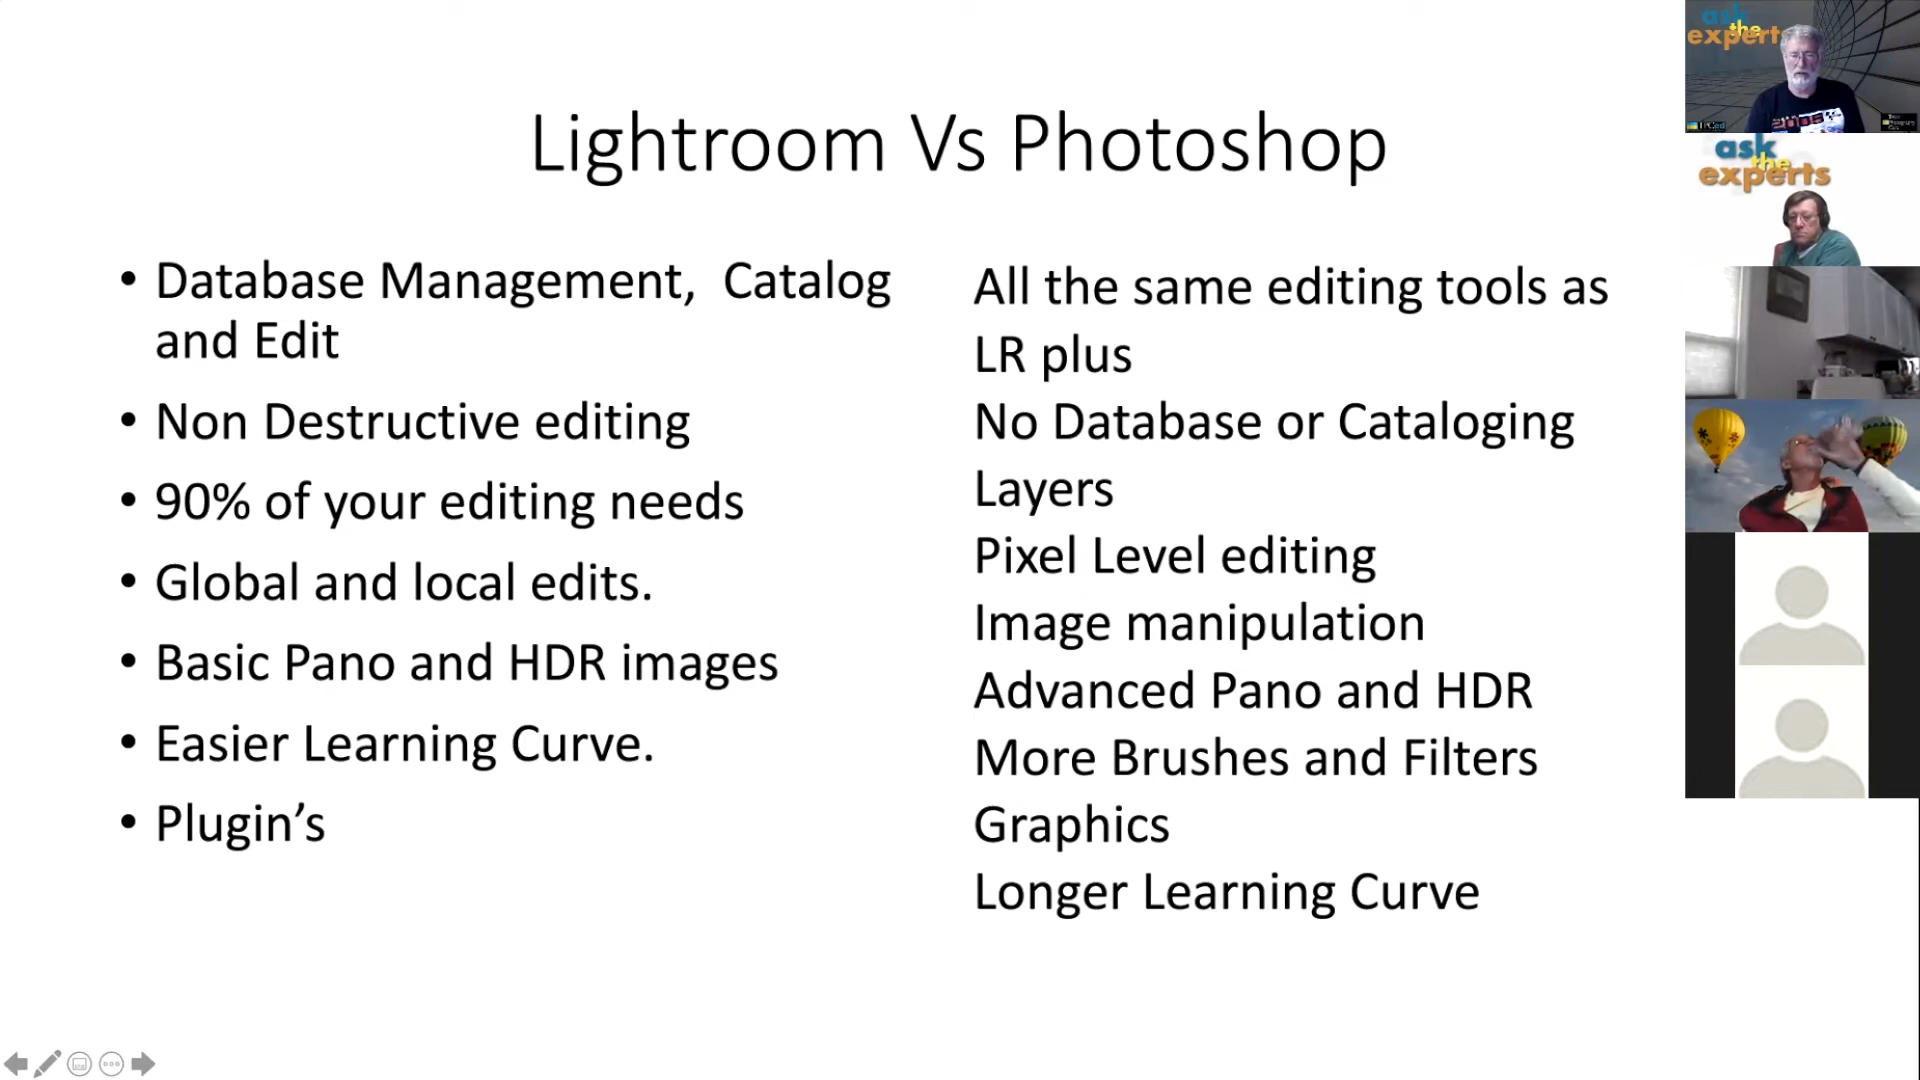 Lightroom Vs Photoshop
• Database Management,  Catalog
and Edit
• Non Destructive editing
• 90% of your editing needs
• Global and local edits.
• Basic Pano and HDR images
• Easier Learning Curve.
• Plugin’s
All the same editing tools as
LR plus
No Database or Cataloging
Layers
Pixel Level editing
Image manipulation
Advanced Pano and HDR
More Brushes and Filters
Graphics
Longer Learning Curve
ask
the
experts
ask
the
experts